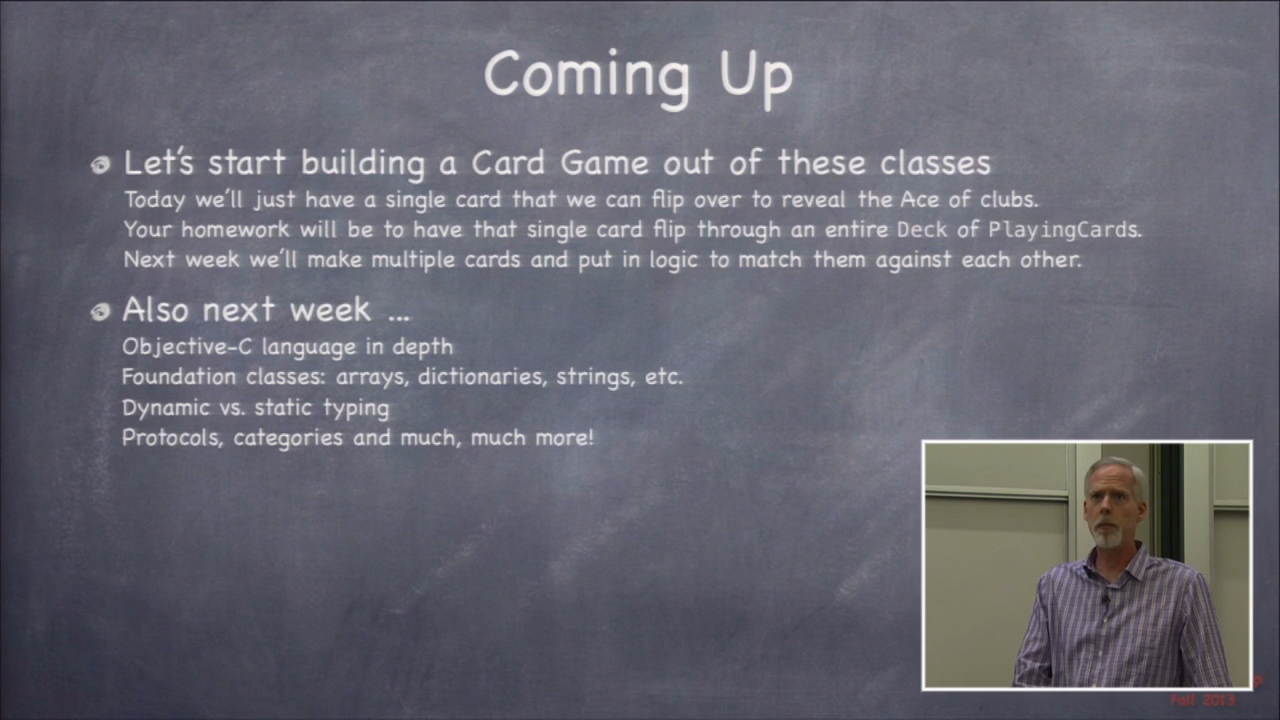 Coming Up
Let's start building a Card Game out of these classes
Today we'll just have a single card that we can flip over to reveal the Ace of clubs.
Your homework will be to have that single card flip through an entire Deck of PlayingCards.
Next week we'll make multiple cards and put in logic to match them against each other.
Also next week ...
Objective-C language in depth
Foundation classes: arrays, dictionaries, strings, etc.
Dynamic vs. static typing
Protocols, categories and much, much more!
Fall 2013